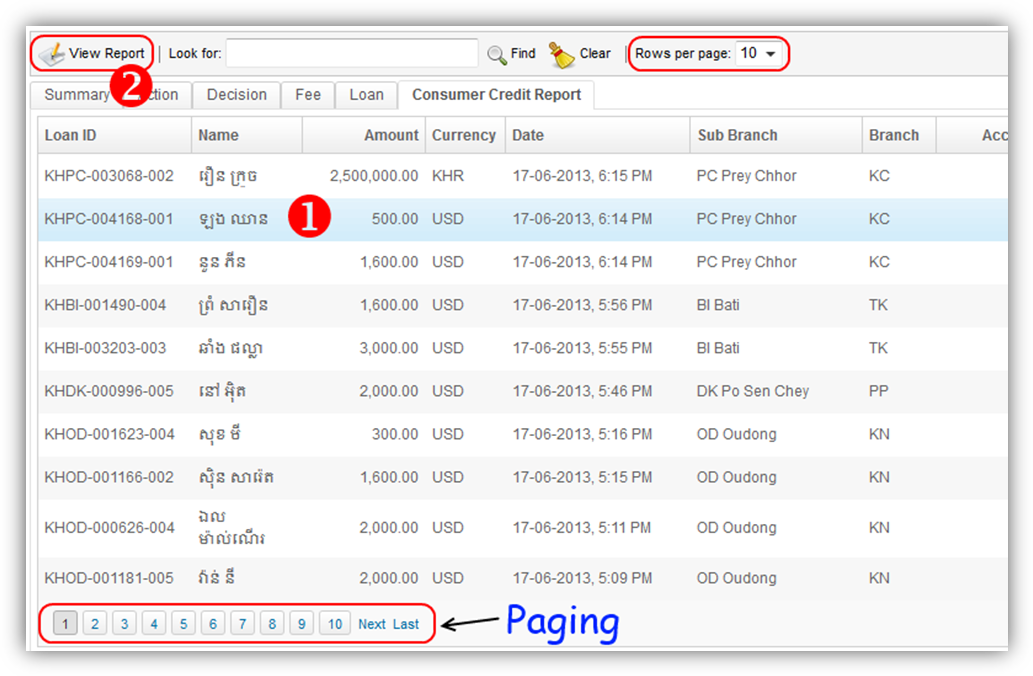 View Report | Look for: Find Clear | Rows per page: 10
2
Summary ction Decision Fee Loan Consumer Credit Report
Loan ID Name Amount Currency Date Sub Branch Branch Acc
KHPC-003068-002 រឿន ក្រូច 2,500,000.00 KHR 17-06-2013, 6:15 PM PC Prey Chhor KC
KHPC-004168-001 ឡុង ឈាន 1 500.00 USD 17-06-2013, 6:14 PM PC Prey Chhor KC
KHPC-004169-001 នួន ភឺន 1,600.00 USD 17-06-2013, 6:14 PM PC Prey Chhor KC
KHBI-001490-004 ព្រំ សារឿន 1,600.00 USD 17-06-2013, 5:56 PM BI Bati TK
KHBI-003203-003 ឆាំង ផល្លា 3,000.00 USD 17-06-2013, 5:55 PM BI Bati TK
KHDK-000996-005 នៅ អ៊ិត 2,000.00 USD 17-06-2013, 5:46 PM DK Po Sen Chey PP
KHOD-001623-004 សុខ មី 300.00 USD 17-06-2013, 5:16 PM OD Oudong KN
KHOD-001166-002 ស៊ិន សារ៉េត 1,600.00 USD 17-06-2013, 5:15 PM OD Oudong KN
KHOD-000626-004 ឯល ម៉ាល់ណើរ 2,000.00 USD 17-06-2013, 5:11 PM OD Oudong KN
KHOD-001181-005 វ៉ាន់ នី 2,000.00 USD 17-06-2013, 5:09 PM OD Oudong KN
1 2 3 4 5 6 7 8 9 10 Next Last Paging